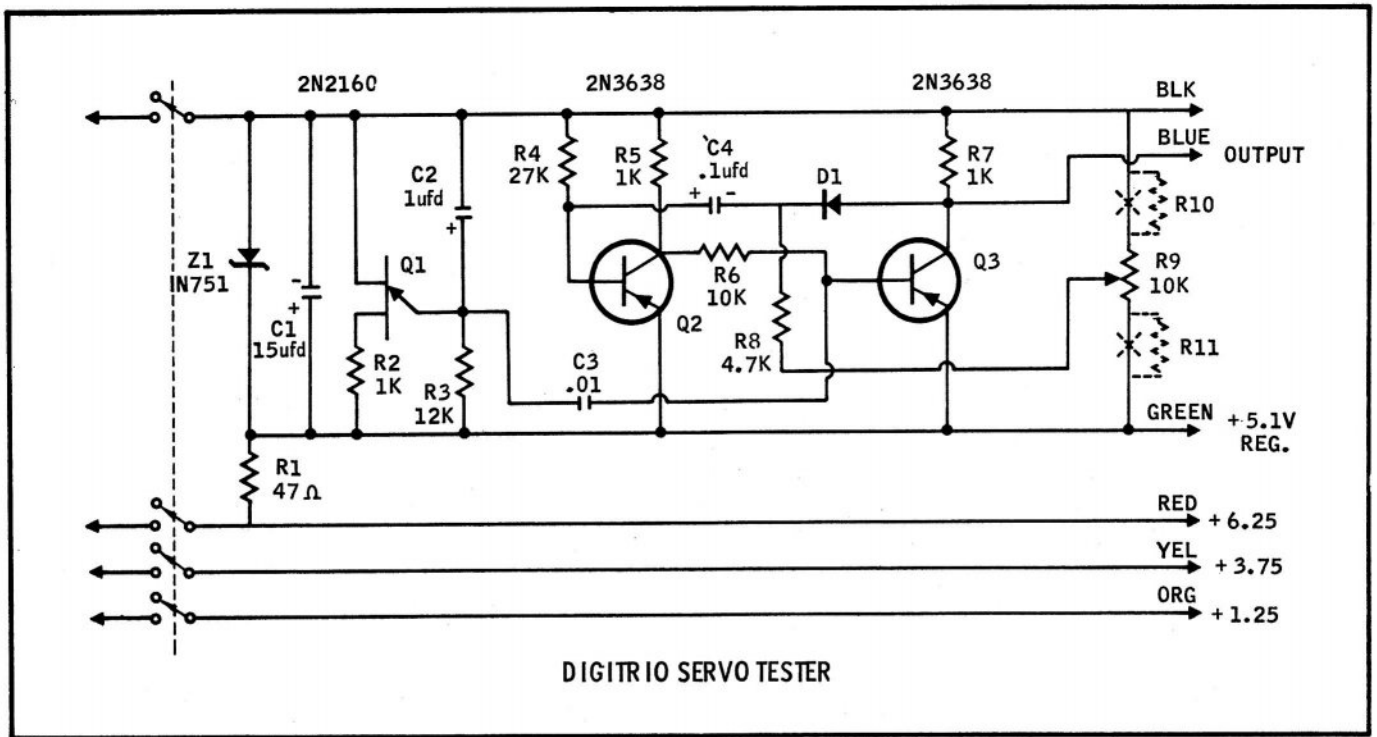 2N2160
2N3638
2N3638
BLK
BLUE
OUTPUT
R4
27K
R5
1K
C4
.1ufd
+ -
D1
R7
1K
C2
1ufd
+
R10
Z1
IN751
Q1
-
+
C1
15ufd
R2
1K
R3
12K
C3
.01
Q2
R6
10K
R8
4.7K
Q3
R9
10K
R11
GREEN
+5.1V
REG.
R1
47Ω
RED
+6.25
YEL
+3.75
ORG
+1.25
DIGITRIO SERVO TESTER